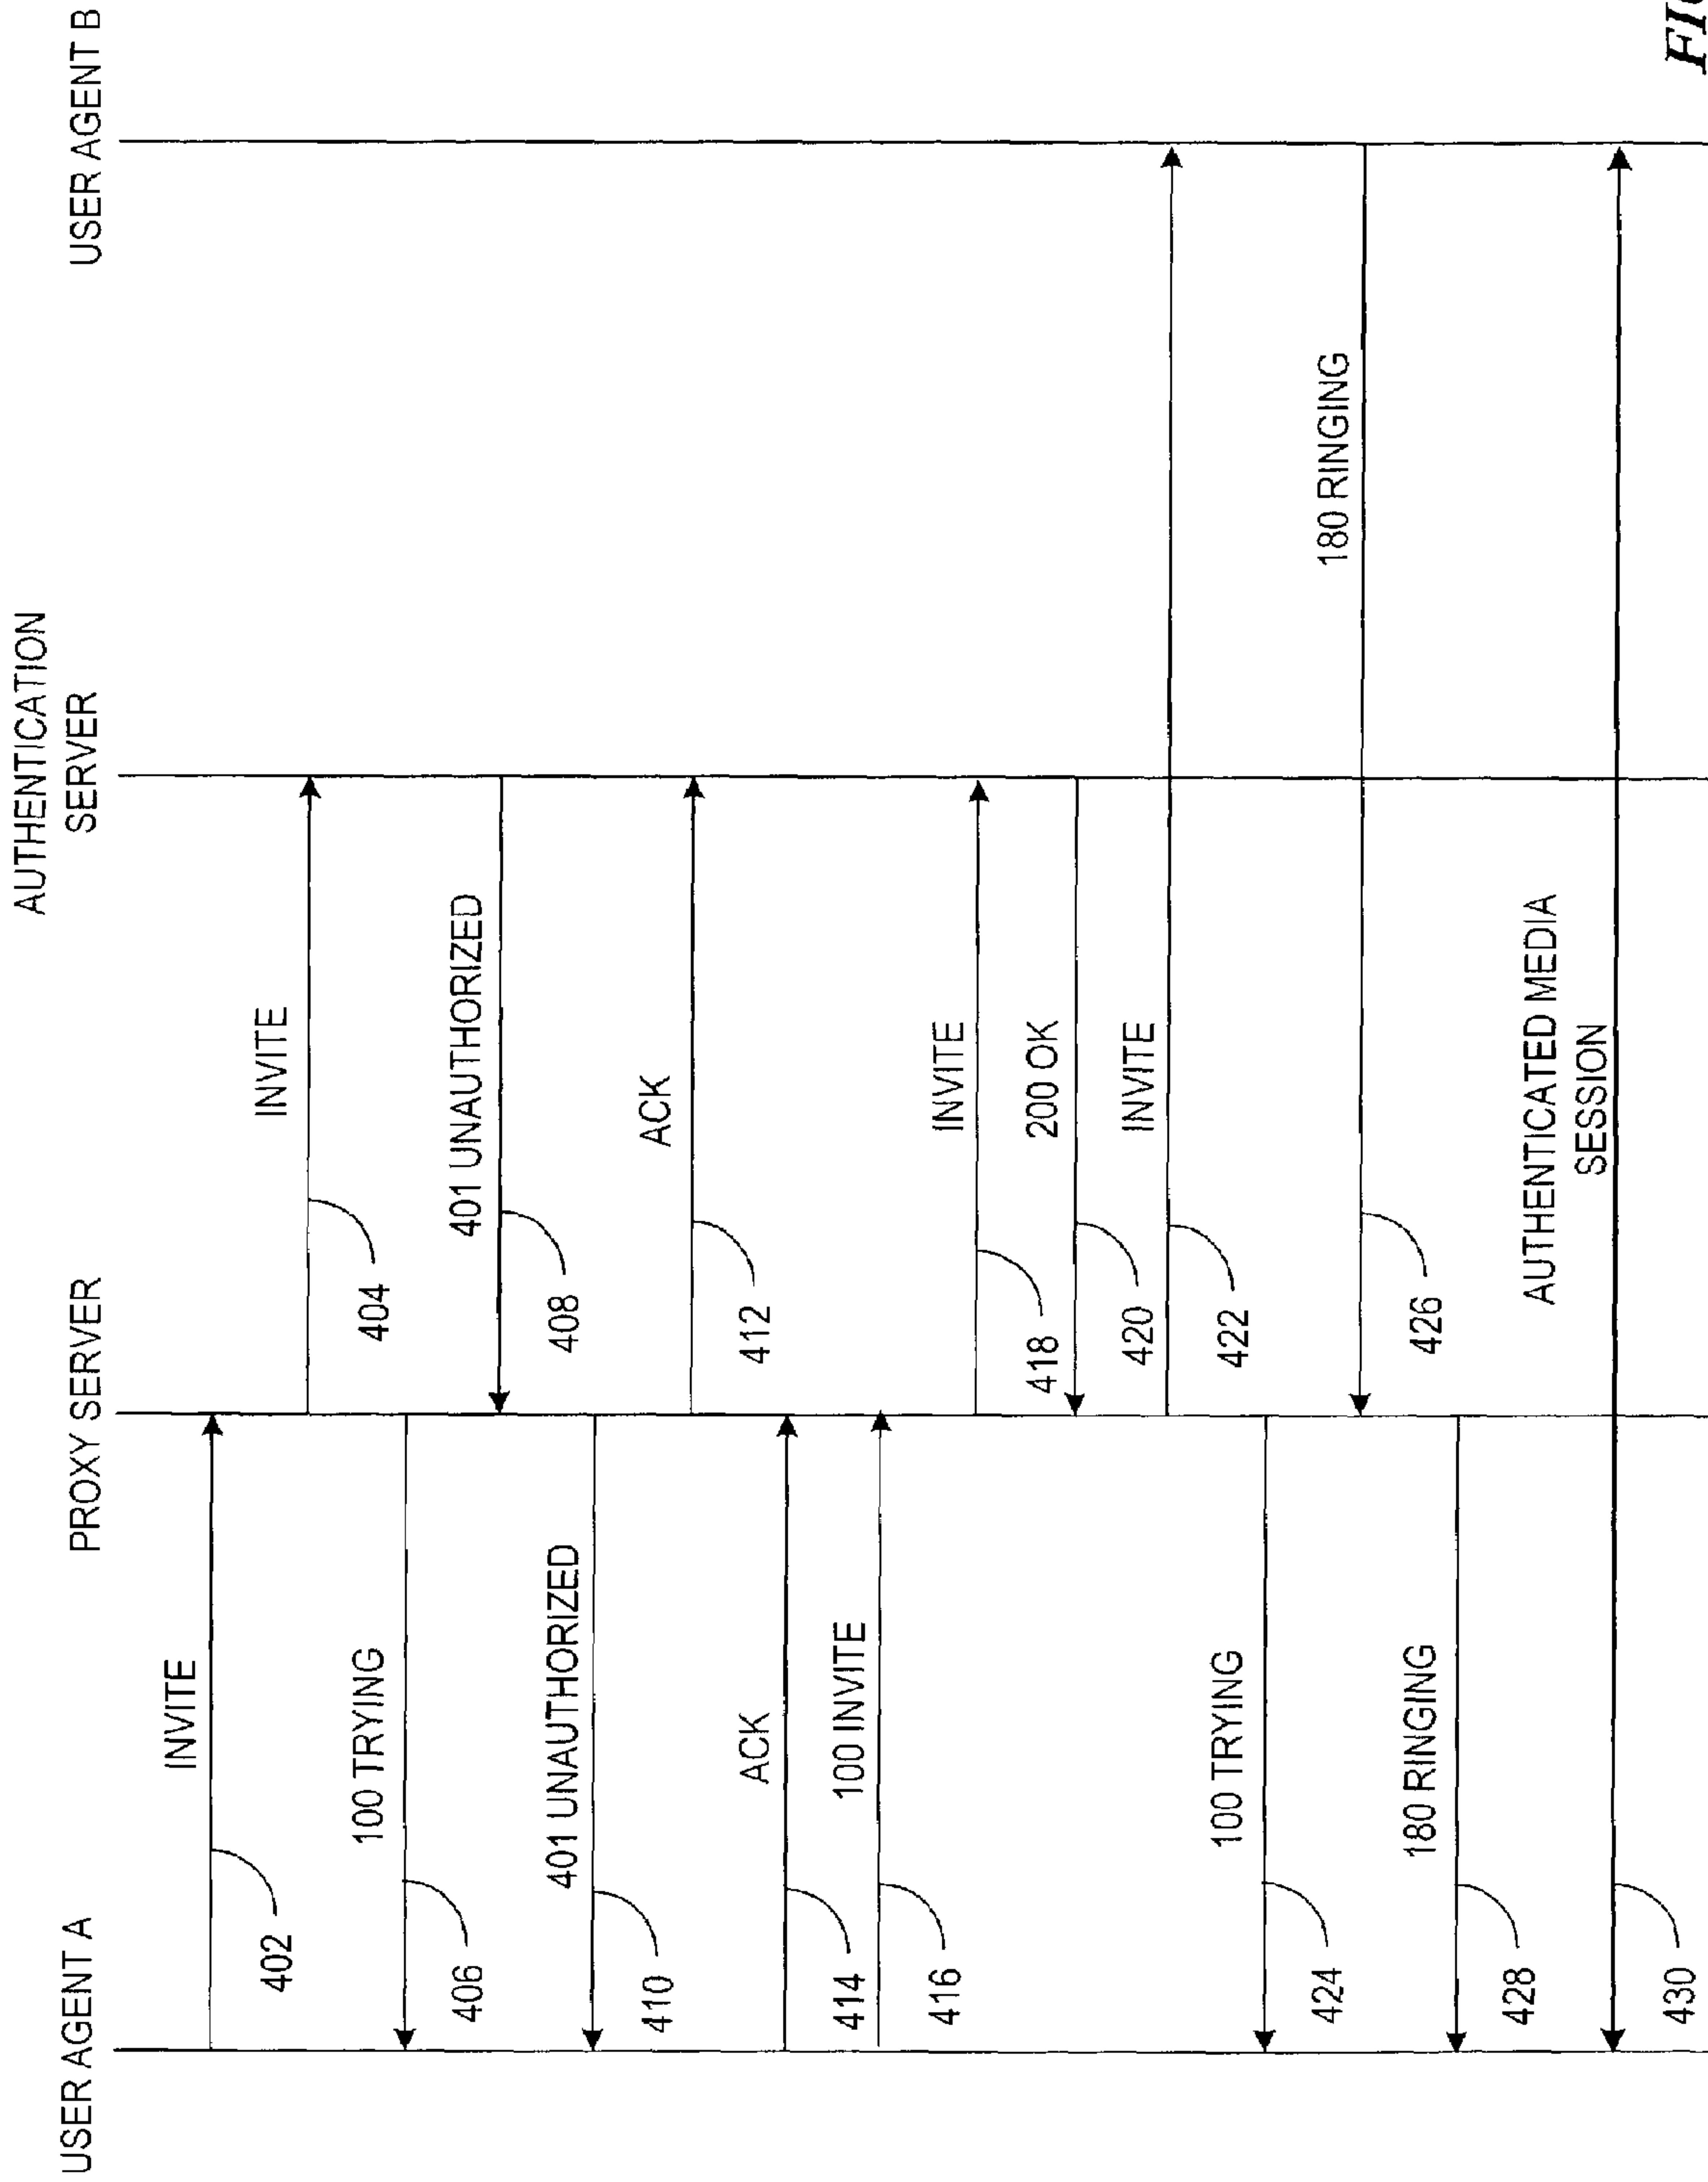 USER AGENT A
PROXY SERVER
AUTHENTICATION
SERVER
USER AGENT B
INVITE
402
INVITE
404
100 TRYING
406
401 UNAUTHORIZED
408
401 UNAUTHORIZED
410
ACK
412
ACK
414
100 INVITE
416
INVITE
418
200 OK
420
INVITE
422
100 TRYING
424
180 RINGING
426
180 RINGING
428
AUTHENTICATED MEDIA
SESSION
430